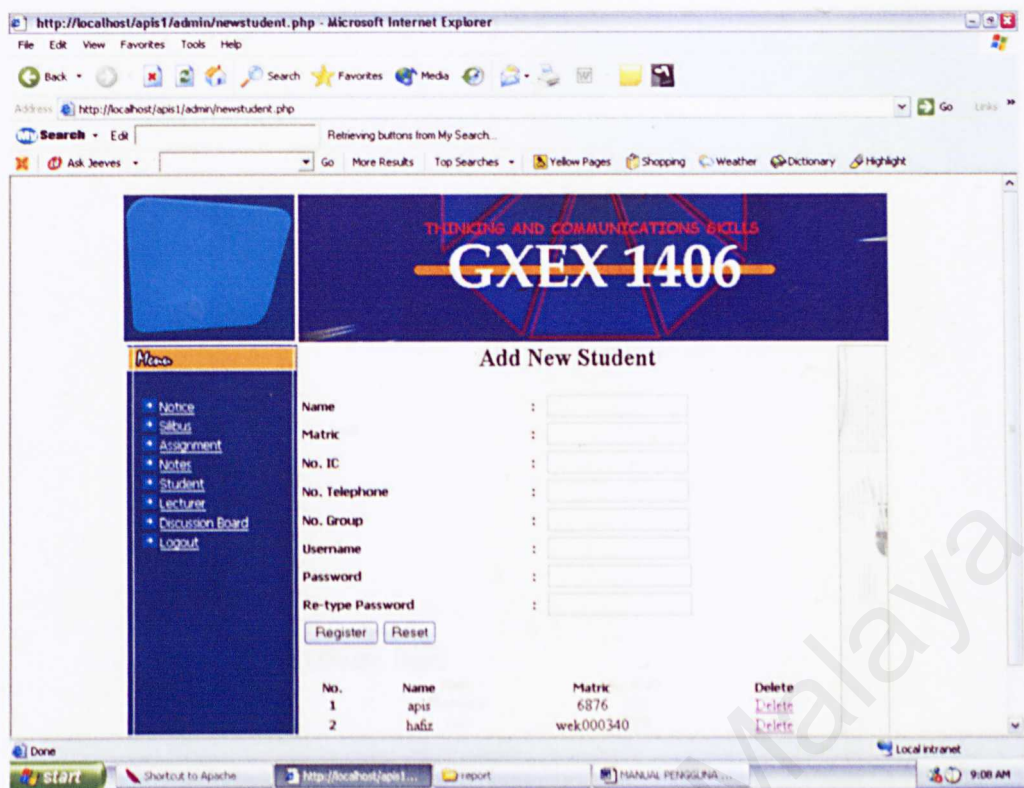 http://localhost/apis1/admin/newstudent.php - Microsoft Internet Explorer
File Edit View Favorites Tools Help
Back Search Favorites Media
Address http://localhost/apis1/admin/newstudent.php Go Links »
Search Edit Retrieving buttons from My Search...
Ask Jeeves Go More Results Top Searches Yellow Pages Shopping Weather Dictionary Highlight
THINKING AND COMMUNICATIONS SKILLS
GXEX 1406
Menu
Add New Student
Notice
Silibus
Assignment
Notes
Student
Lecturer
Discussion Board
Logout
Name :
Matric :
No. IC :
No. Telephone :
No. Group :
Username :
Password :
Re-type Password :
Register Reset
No. Name Matric Delete
1 apis 6876 Delete
2 hafiz wek000340 Delete
Done Local intranet
start Shortcut to Apache http://localhost/apis1... report MANUAL PENGGUNA ... 9:08 AM
Malaya